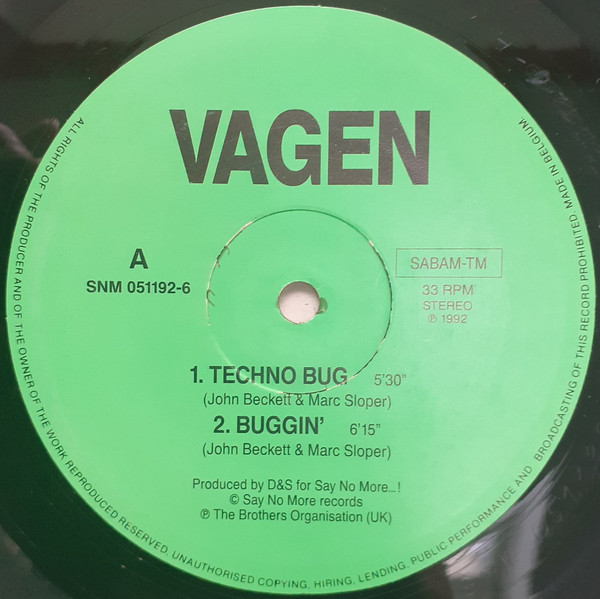 VAGEN
A
SNM 051192-6
SABAM-TM
33 RPM
STEREO
℗ 1992
1. TECHNO BUG 5'30"
(John Beckett & Marc Sloper)
2. BUGGIN' 6'15"
(John Beckett & Marc Sloper)
Produced by D&S for Say No More...!
© Say No More records
℗ The Brothers Organisation (UK)
ALL RIGHTS OF THE PRODUCER AND OF THE OWNER OF THE WORK REPRODUCED RESERVED. UNAUTHORISED COPYING, HIRING, LENDING, PUBLIC PERFORMANCE AND BROADCASTING OF THIS RECORD PROHIBITED MADE IN BELGIUM